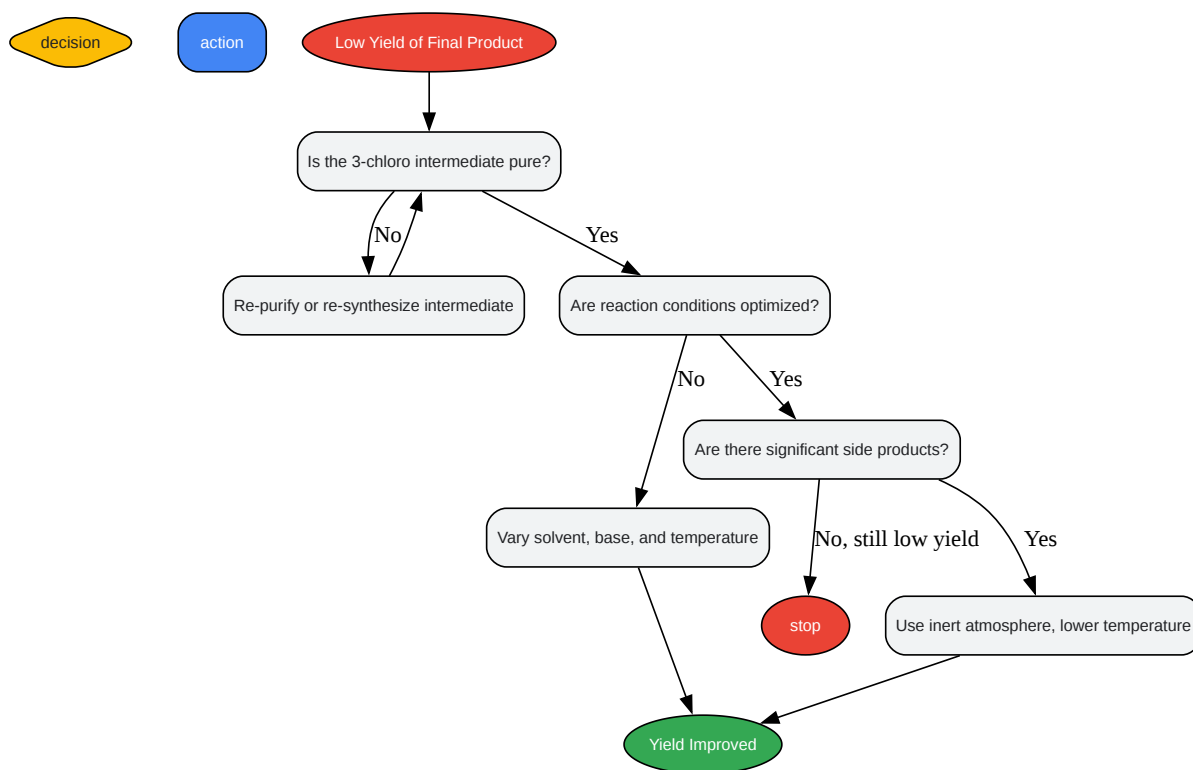 decision
action
Low Yield of Final Product
Is the 3-chloro intermediate pure?
No
Yes
Re-purify or re-synthesize intermediate
Are reaction conditions optimized?
No
Yes
Are there significant side products?
Vary solvent, base, and temperature
No, still low yield
Yes
stop
Use inert atmosphere, lower temperature
Yield Improved